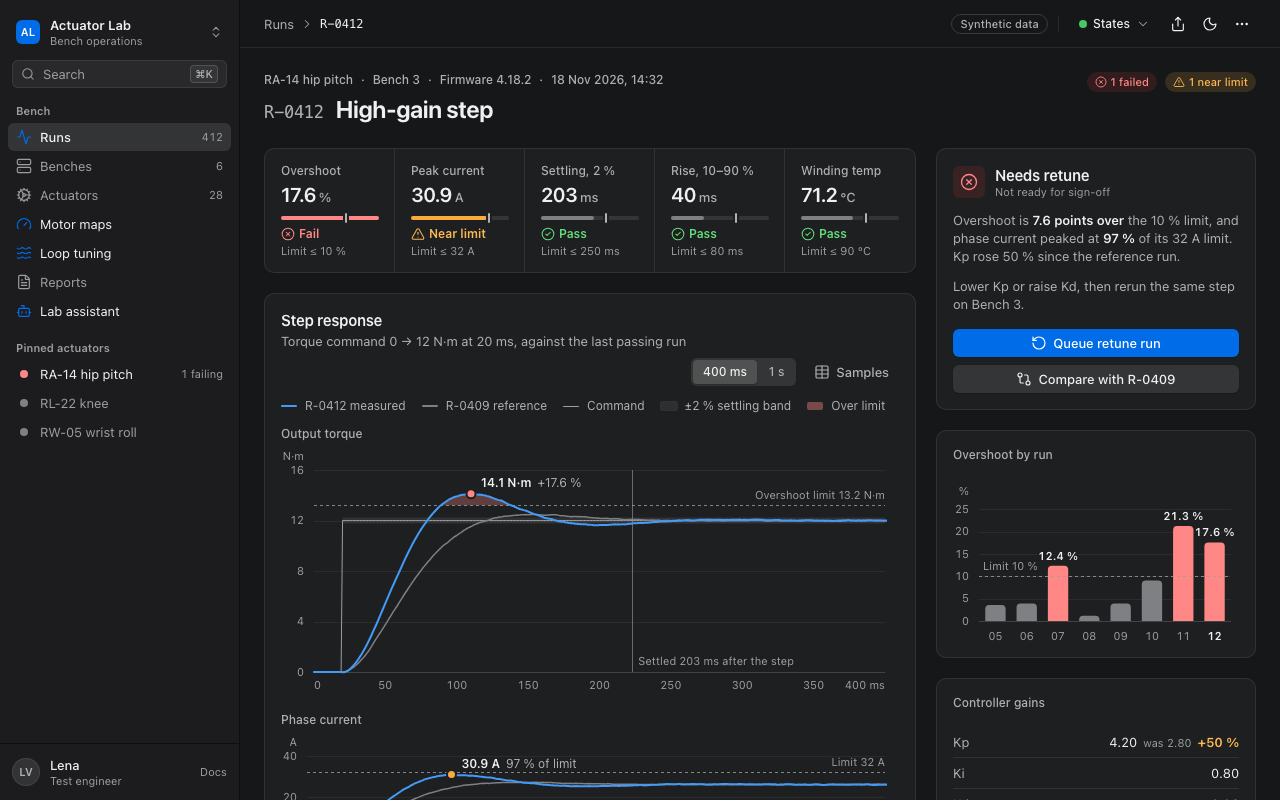 AL
Actuator Lab
Bench operations
Search
⌘K
Bench
Runs 412
Benches 6
Actuators 28
Motor maps
Loop tuning
Reports
Lab assistant
Pinned actuators
RA-14 hip pitch 1 failing
RL-22 knee
RW-05 wrist roll
LV
Lena
Test engineer
Docs
Runs > R-0412
Synthetic data
States
RA-14 hip pitch · Bench 3 · Firmware 4.18.2 · 18 Nov 2026, 14:32
R-0412 High-gain step
1 failed
1 near limit
Overshoot
17.6 %
Fail
Limit ≤ 10 %
Peak current
30.9 A
Near limit
Limit ≤ 32 A
Settling, 2 %
203 ms
Pass
Limit ≤ 250 ms
Rise, 10–90 %
40 ms
Pass
Limit ≤ 80 ms
Winding temp
71.2 °C
Pass
Limit ≤ 90 °C
Step response
Torque command 0 → 12 N·m at 20 ms, against the last passing run
400 ms 1 s
Samples
R-0412 measured R-0409 reference Command ±2 % settling band Over limit
Output torque
N·m
16
12
8
4
0
14.1 N·m +17.6 %
Overshoot limit 13.2 N·m
Settled 203 ms after the step
0 50 100 150 200 250 300 350 400 ms
Phase current
A
40
20
30.9 A 97 % of limit
Limit 32 A
Needs retune
Not ready for sign-off
Overshoot is 7.6 points over the 10 % limit, and
phase current peaked at 97 % of its 32 A limit.
Kp rose 50 % since the reference run.
Lower Kp or raise Kd, then rerun the same step
on Bench 3.
Queue retune run
Compare with R-0409
Overshoot by run
%
25
20
15
10
5
0
Limit 10 %
12.4 %
21.3 %
17.6 %
05 06 07 08 09 10 11 12
Controller gains
Kp 4.20 was 2.80 +50 %
Ki 0.80